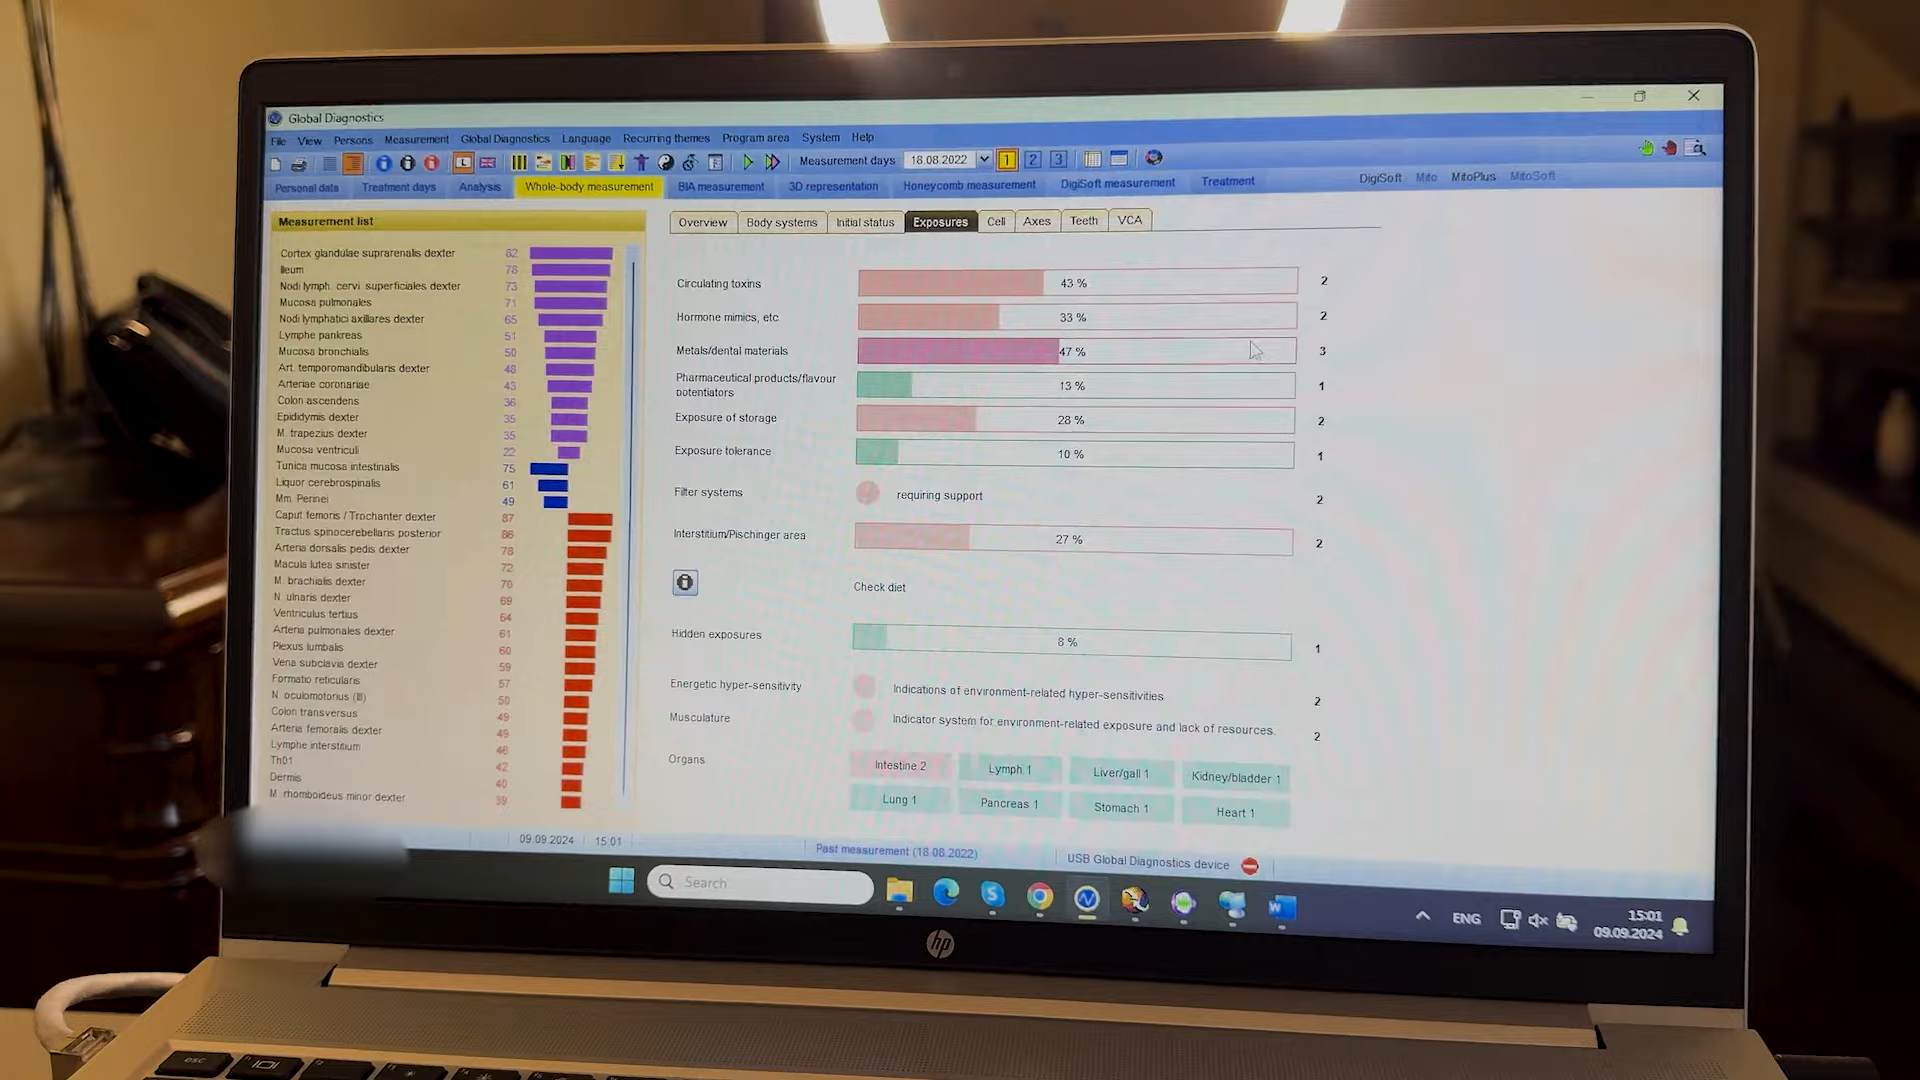 Global Diagnostics
File View Persons Measurement Global Diagnostics Language Recurring themes Program area System Help
Measurement days 18.08.2022 1 2 3
Personal data Treatment days Analysis Whole-body measurement BIA measurement 3D representation Honeycomb measurement DigiSoft measurement Treatment DigiSoft Mito MitoPlus MitoSoft
Measurement list
Cortex glandulae suprarenalis dexter 82
Ileum 78
Nodi lymph. cervi. superficiales dexter 73
Mucosa pulmonales 71
Nodi lymphatici axillares dexter 65
Lymphe pankreas 51
Mucosa bronchialis 50
Art. temporomandibularis dexter 48
Arteriae coronariae 43
Colon ascendens 36
Epididymis dexter 35
M. trapezius dexter 35
Mucosa ventriculi 22
Tunica mucosa intestinalis 75
Liquor cerebrospinalis 61
Mm. Perinei 49
Caput femoris / Trochanter dexter 87
Tractus spinocerebellaris posterior 86
Arteria dorsalis pedis dexter 78
Macula lutea sinister 72
M. brachialis dexter 70
N. ulnaris dexter 69
Ventriculus tertius 64
Arteria pulmonales dexter 61
Plexus lumbalis 60
Vena subclavia dexter 59
Formatio reticularis 57
N. oculomotorius (III) 50
Colon transversus 49
Arteria femoralis dexter 49
Lymphe interstitium 46
Th01 42
Dermis 40
M. rhomboideus minor dexter 39
Overview Body systems Initial status Exposures Cell Axes Teeth VCA
Circulating toxins 43 % 2
Hormone mimics, etc. 33 % 2
Metals/dental materials 47 % 3
Pharmaceutical products/flavour
potentiators 13 % 1
Exposure of storage 28 % 2
Exposure tolerance 10 % 1
Filter systems requiring support 2
Interstitium/Pischinger area 27 % 2
Check diet
Hidden exposures 8 % 1
Energetic hyper-sensitivity Indications of environment-related hyper-sensitivities 2
Musculature Indicator system for environment-related exposure and lack of resources. 2
Organs Intestine 2 Lymph 1 Liver/gall 1 Kidney/bladder 1
Lung 1 Pancreas 1 Stomach 1 Heart 1
09.09.2024 15:01 Past measurement (18.08.2022) USB Global Diagnostics device
Search
ENG
15:01
09.09.2024
hp
esc